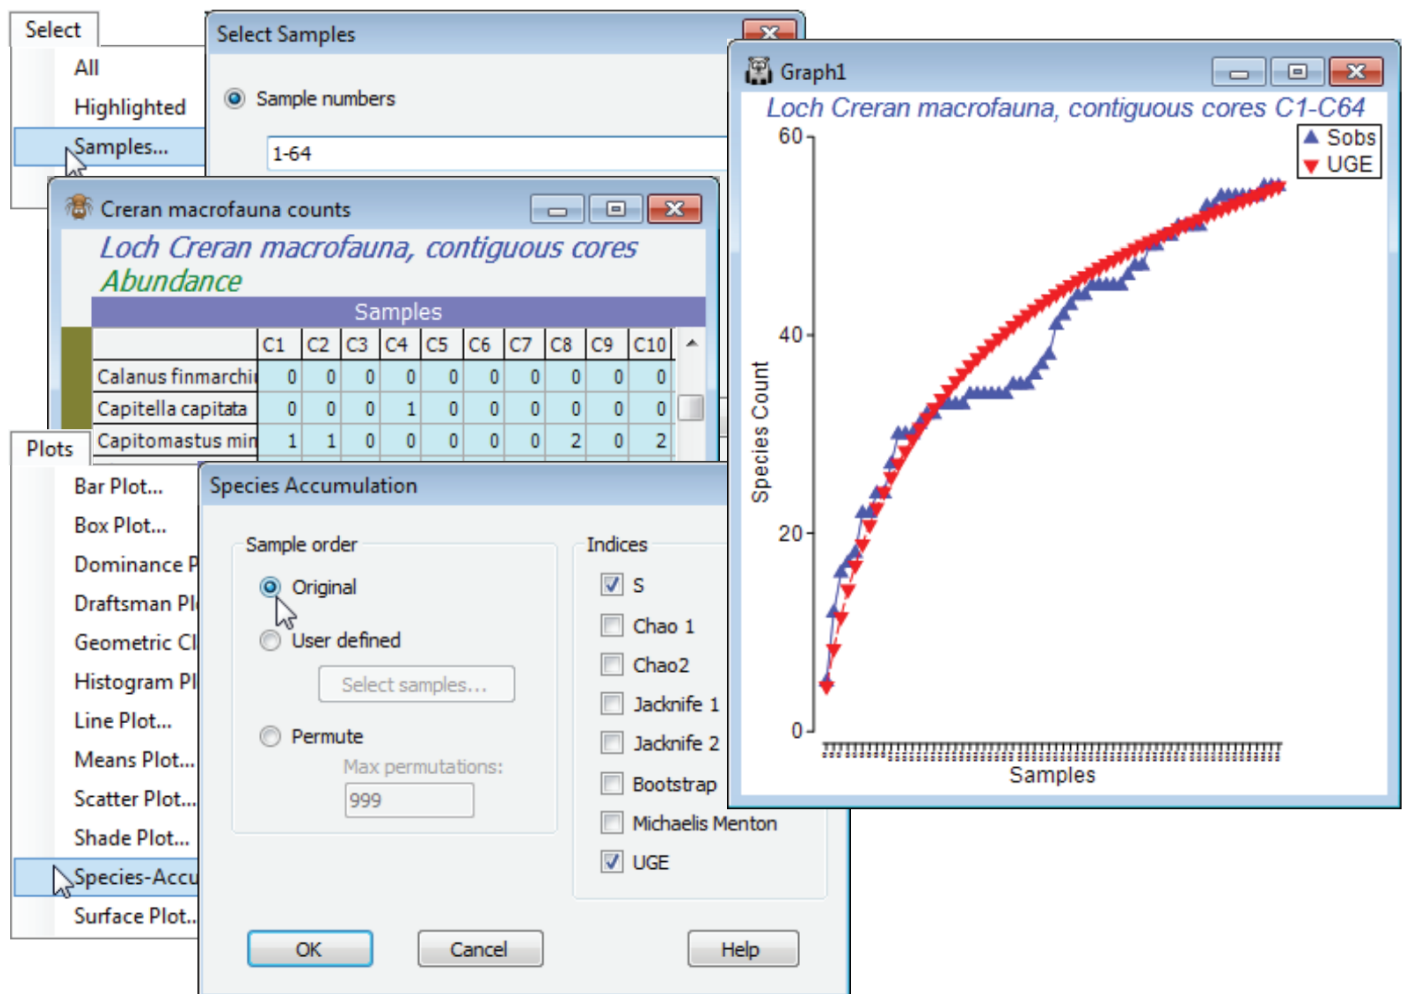 Select
All
Highlighted
Samples...
Select Samples
Sample numbers
1-64
Creran macrofauna counts
Loch Creran macrofauna, contiguous cores
Abundance
Samples
C1 C2 C3 C4 C5 C6 C7 C8 C9 C10
Calanus finmarchi 0 0 0 0 0 0 0 0 0 0
Capitella capitata 0 0 0 1 0 0 0 0 0 0
Capitomastus min 1 1 0 0 0 0 0 2 0 2
Plots
Bar Plot...
Box Plot...
Dominance P
Draftsman Pl
Geometric Cl
Histogram Pl
Line Plot...
Means Plot...
Scatter Plot...
Shade Plot...
Species-Accu
Surface Plot..
Species Accumulation
Sample order
Original
User defined
Select samples...
Permute
Max permutations:
999
Indices
S
Chao 1
Chao2
Jacknife 1
Jacknife 2
Bootstrap
Michaelis Menton
UGE
OK
Cancel
Help
Graph1
Loch Creran macrofauna, contiguous cores C1-C64
Sobs
UGE
60
40
20
0
Species Count
Samples